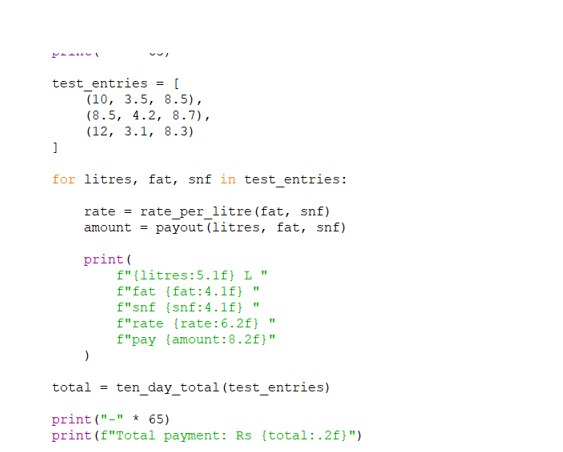 test_entries = [
    (10, 3.5, 8.5),
    (8.5, 4.2, 8.7),
    (12, 3.1, 8.3)
]
for litres, fat, snf in test_entries:
    rate = rate_per_litre(fat, snf)
    amount = payout(litres, fat, snf)
    print(
        f"{litres:5.1f} L "
        f"fat {fat:4.1f} "
        f"snf {snf:4.1f} "
        f"rate {rate:6.2f} "
        f"pay {amount:8.2f}"
    )
total = ten_day_total(test_entries)
print("-" * 65)
print(f"Total payment: Rs {total:.2f}")